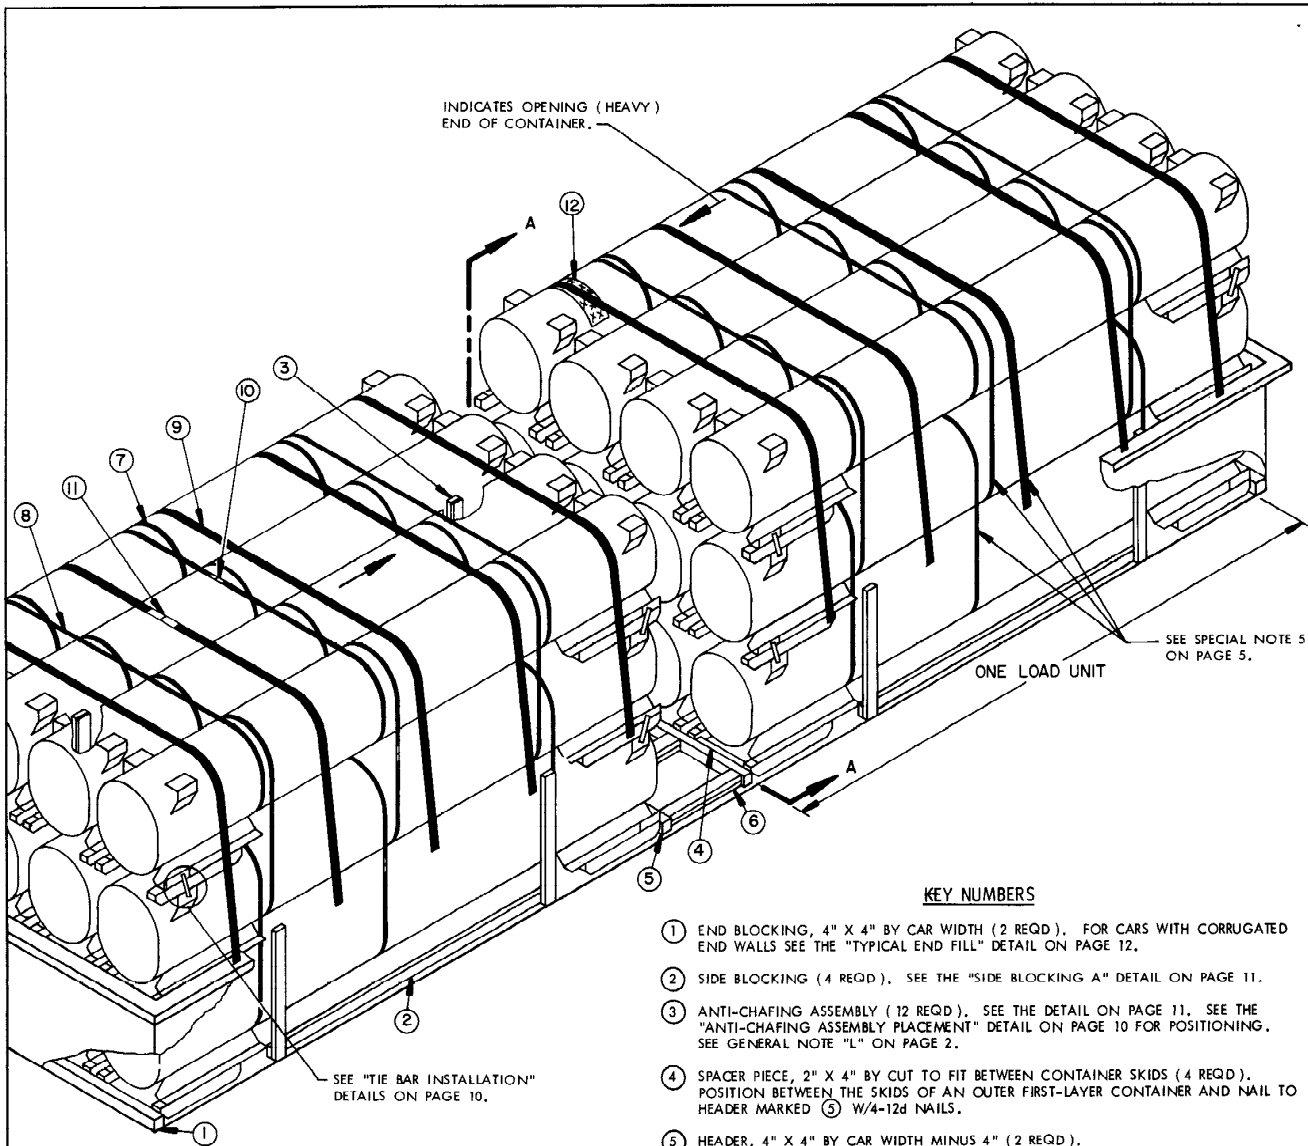 INDICATES OPENING (HEAVY)
END OF CONTAINER.
12
A
3
10
9
7
11
8
SEE SPECIAL NOTE 5
ON PAGE 5.
ONE LOAD UNIT
A
6
4
5
2
SEE "TIE BAR INSTALLATION"
DETAILS ON PAGE 10.
1
KEY NUMBERS
1 END BLOCKING, 4" X 4" BY CAR WIDTH (2 REQD). FOR CARS WITH CORRUGATED
END WALLS SEE THE "TYPICAL END FILL" DETAIL ON PAGE 12.
2 SIDE BLOCKING (4 REQD). SEE THE "SIDE BLOCKING A" DETAIL ON PAGE 11.
3 ANTI-CHAFING ASSEMBLY (12 REQD). SEE THE DETAIL ON PAGE 11. SEE THE
"ANTI-CHAFING ASSEMBLY PLACEMENT" DETAIL ON PAGE 10 FOR POSITIONING.
SEE GENERAL NOTE "L" ON PAGE 2.
4 SPACER PIECE, 2" X 4" BY CUT TO FIT BETWEEN CONTAINER SKIDS (4 REQD).
POSITION BETWEEN THE SKIDS OF AN OUTER FIRST-LAYER CONTAINER AND NAIL TO
HEADER MARKED 5 W/4-12d NAILS.
5 HEADER, 4" X 4" BY CAR WIDTH MINUS 4" (2 REQD).